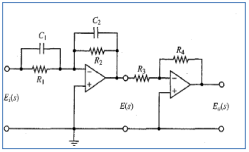 C₁
C₂
R₁
R₂
R₃
R₄
Eᵢ(s)
E(s)
Eₒ(s)